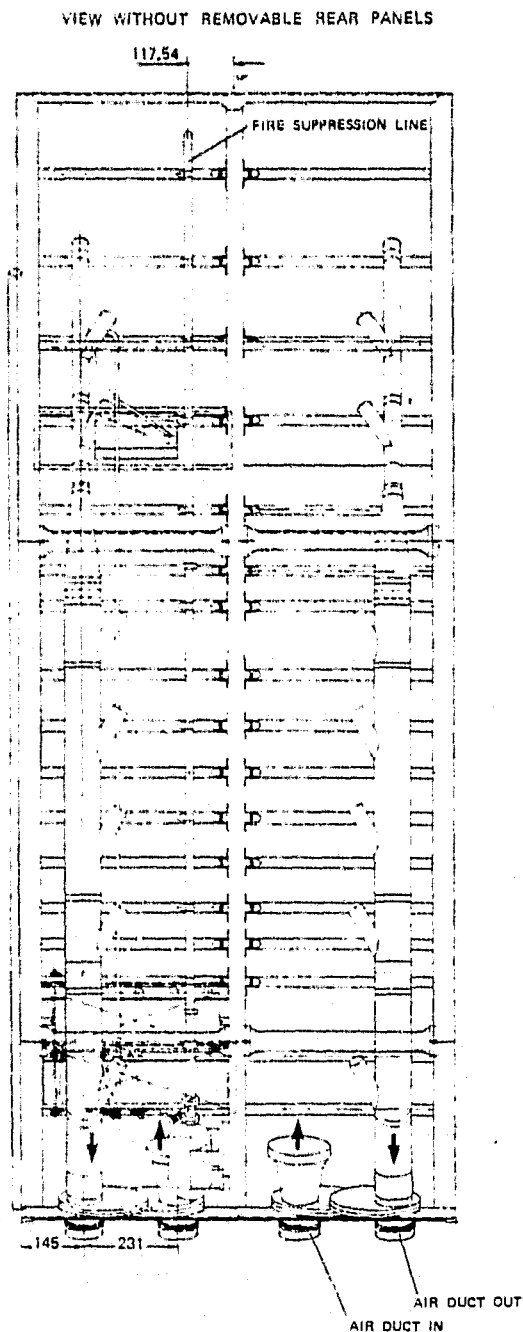 VIEW WITHOUT REMOVABLE REAR PANELS
117,54
FIRE SUPPRESSION LINE
145
231
AIR DUCT OUT
AIR DUCT IN